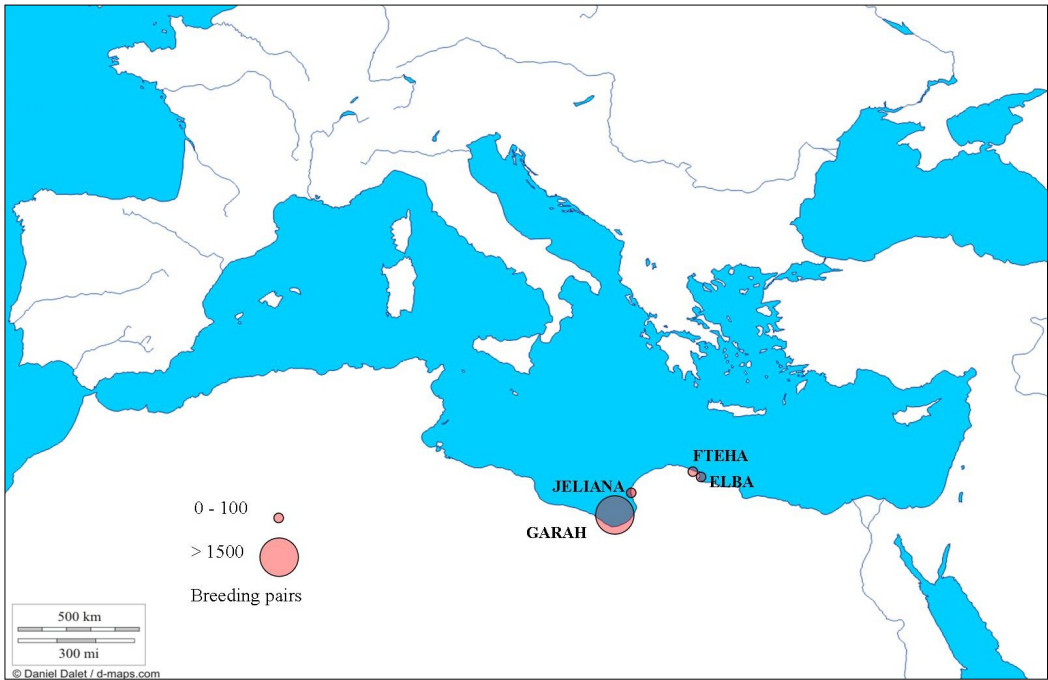 FTEHA
ELBA
JELIANA
GARAH
0 - 100
> 1500
Breeding pairs
500 km
300 mi
© Daniel Dalet / d-maps.com